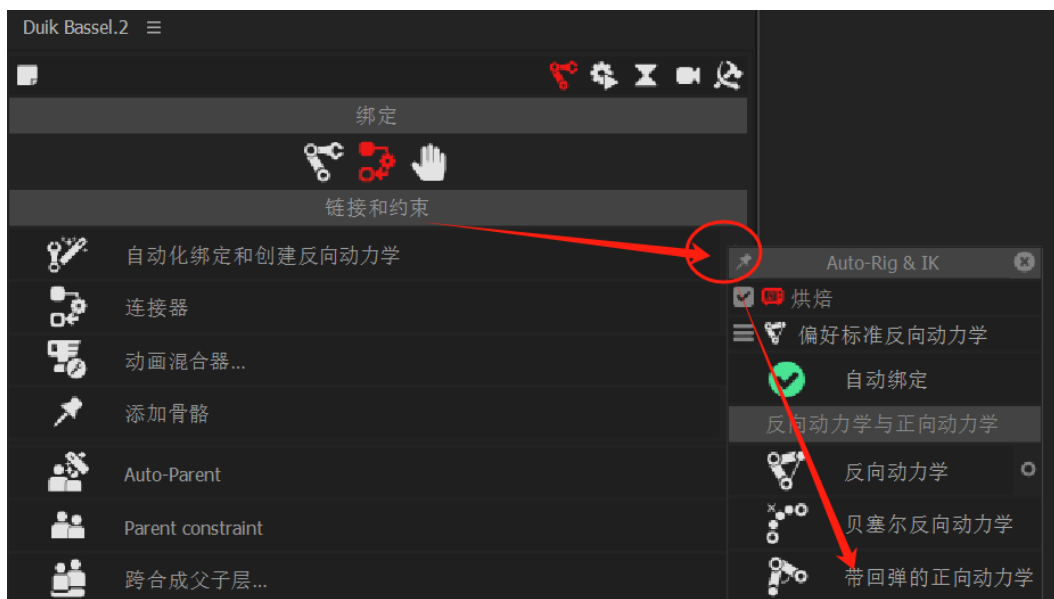 Duik Bassel.2
绑定
链接和约束
自动化绑定和创建反向动力学
连接器
动画混合器...
添加骨骼
Auto-Parent
Parent constraint
跨合成父子层...
Auto-Rig & IK
烘焙
偏好标准反向动力学
自动绑定
反向动力学与正向动力学
反向动力学
贝塞尔反向动力学
带回弹的正向动力学